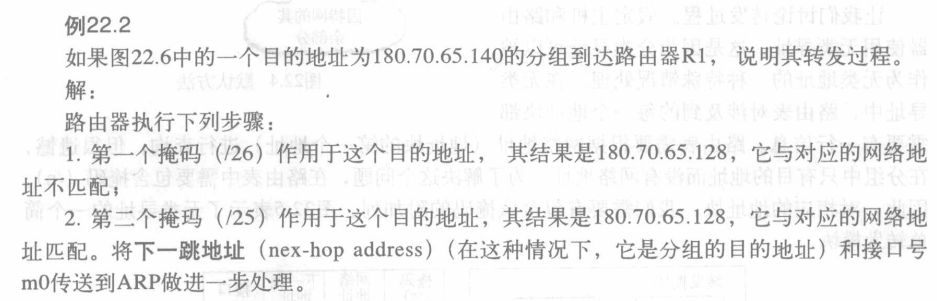 例22.2
如果图22.6中的一个目的地址为180.70.65.140的分组到达路由器R1，说明其转发过程。
解：
路由器执行下列步骤：
1. 第一个掩码（/26）作用于这个目的地址，其结果是180.70.65.128，它与对应的网络地
址不匹配；
2. 第二个掩码（/25）作用于这个目的地址，其结果是180.70.65.128，它与对应的网络地
址匹配。将下一跳地址（nex-hop address）（在这种情况下，它是分组的目的地址）和接口号
m0传送到ARP做进一步处理。